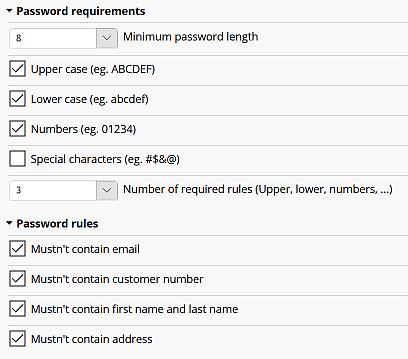 Password requirements
8 Minimum password length
Upper case (eg. ABCDEF)
Lower case (eg. abcdef)
Numbers (eg. 01234)
Special characters (eg. #$&@)
3 Number of required rules (Upper, lower, numbers, ...)
Password rules
Mustn't contain email
Mustn't contain customer number
Mustn't contain first name and last name
Mustn't contain address